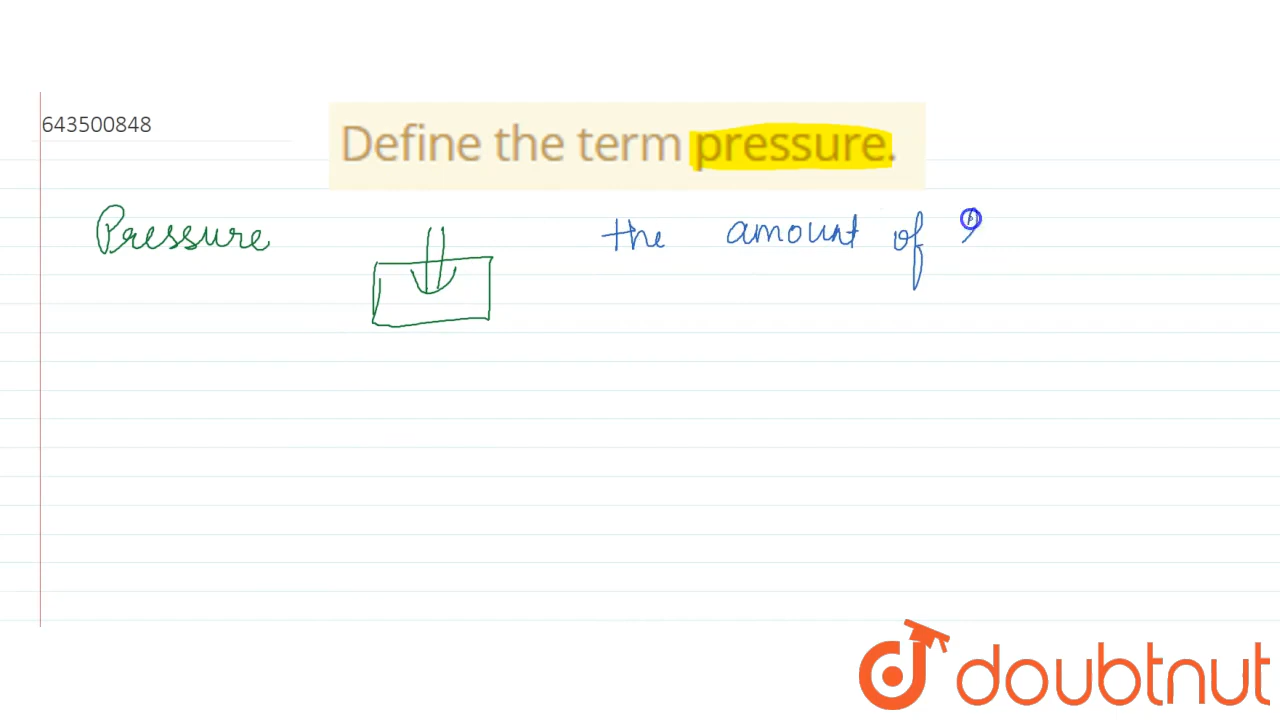 643500848
Define the term pressure.
Pressure the amount of
doubtnut